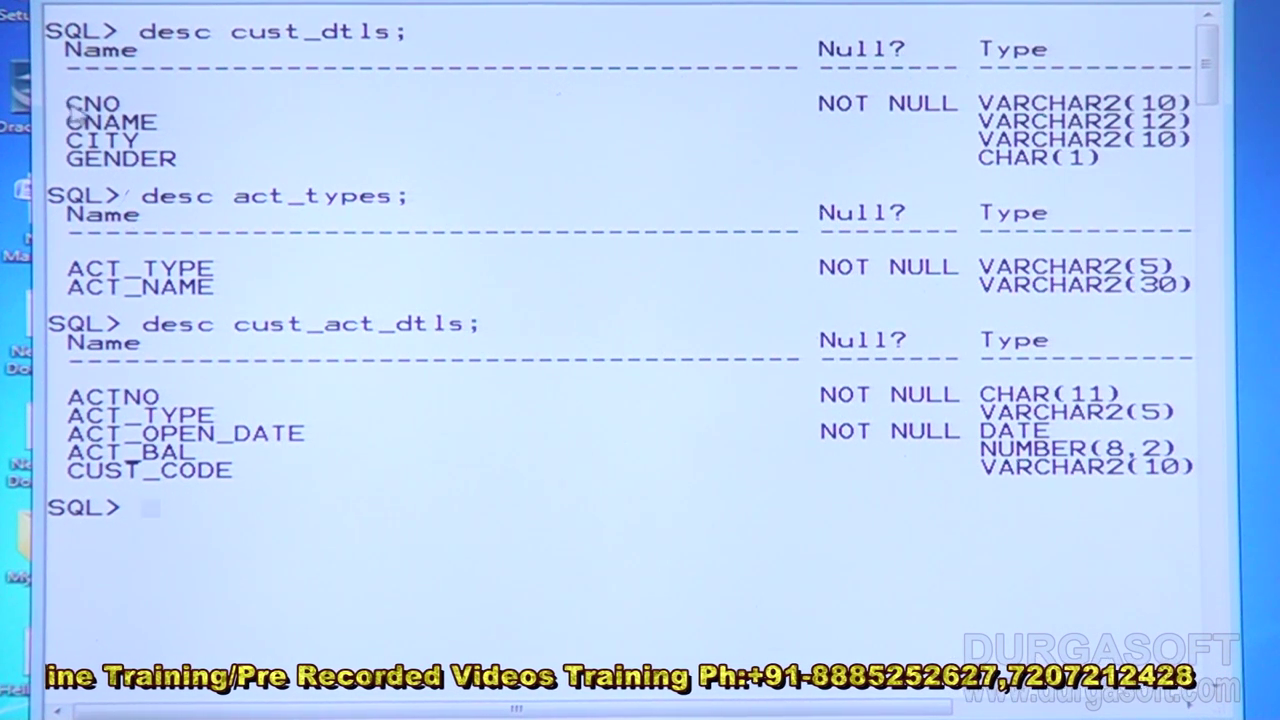 Setu
SQL> desc cust_dtls;
Name Null? Type
CNO NOT NULL VARCHAR2(10)
CNAME VARCHAR2(12)
CITY VARCHAR2(10)
GENDER CHAR(1)
SQL> desc act_types;
Name Null? Type
ACT_TYPE NOT NULL VARCHAR2(5)
ACT_NAME VARCHAR2(30)
SQL> desc cust_act_dtls;
Name Null? Type
ACTNO NOT NULL CHAR(11)
ACT_TYPE VARCHAR2(5)
ACT_OPEN_DATE NOT NULL DATE
ACT_BAL NUMBER(8,2)
CUST_CODE VARCHAR2(10)
SQL>
DURGASOFT
ine Training/Pre Recorded Videos Training Ph:+91-8885252627,7207212428
www.durgasoft.com